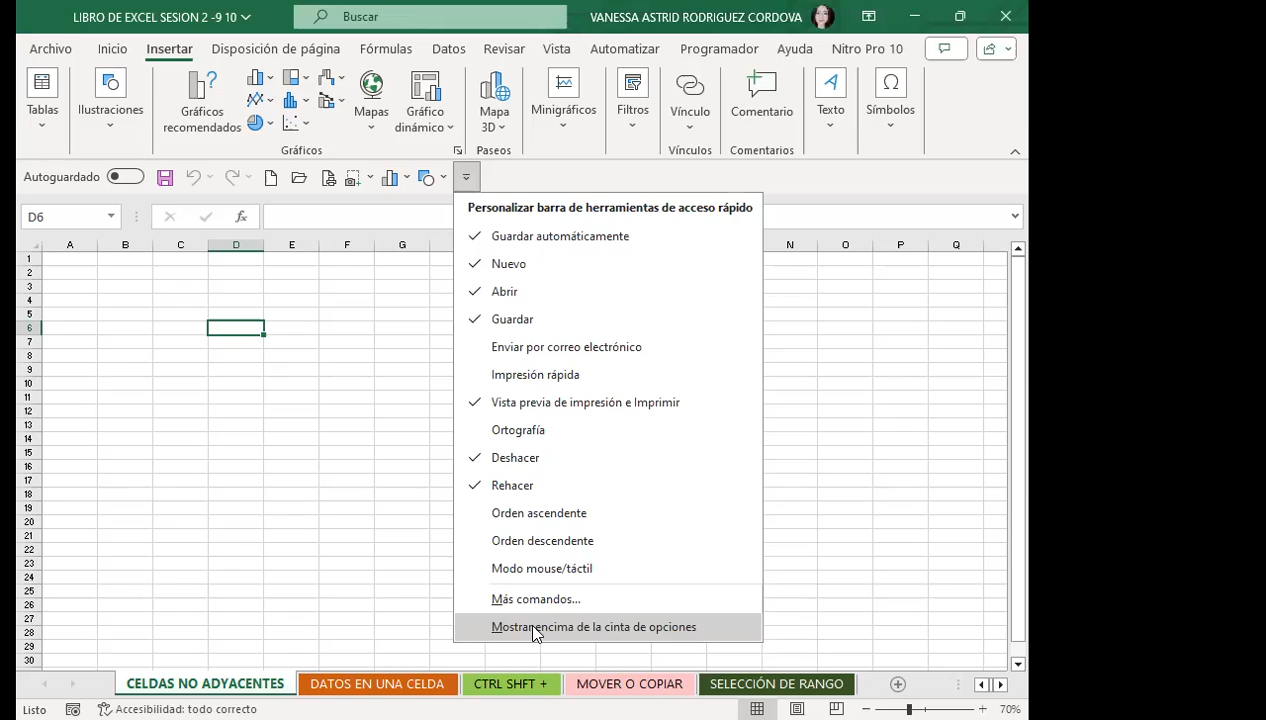 LIBRO DE EXCEL SESION 2 -9 10
Buscar
VANESSA ASTRID RODRIGUEZ CORDOVA
Archivo Inicio Insertar Disposición de página Fórmulas Datos Revisar Vista Automatizar Programador Ayuda Nitro Pro 10
Tablas
Ilustraciones
Gráficos recomendados
Mapas
Gráfico dinámico
Mapa 3D
Minigráficos
Filtros
Vínculo
Comentario
Texto
Símbolos
Gráficos Paseos Vínculos Comentarios
Autoguardado
D6
fx
Personalizar barra de herramientas de acceso rápido
Guardar automáticamente
Nuevo
Abrir
Guardar
Enviar por correo electrónico
Impresión rápida
Vista previa de impresión e Imprimir
Ortografía
Deshacer
Rehacer
Orden ascendente
Orden descendente
Modo mouse/táctil
Más comandos...
Mostrar encima de la cinta de opciones
A B C D E F G N O P Q
1
2
3
4
5
6
7
8
9
10
11
12
13
14
15
16
17
18
19
20
21
22
23
24
25
26
27
28
29
30
CELDAS NO ADYACENTES DATOS EN UNA CELDA CTRL SHFT + MOVER O COPIAR SELECCIÓN DE RANGO
Listo Accesibilidad: todo correcto 70%